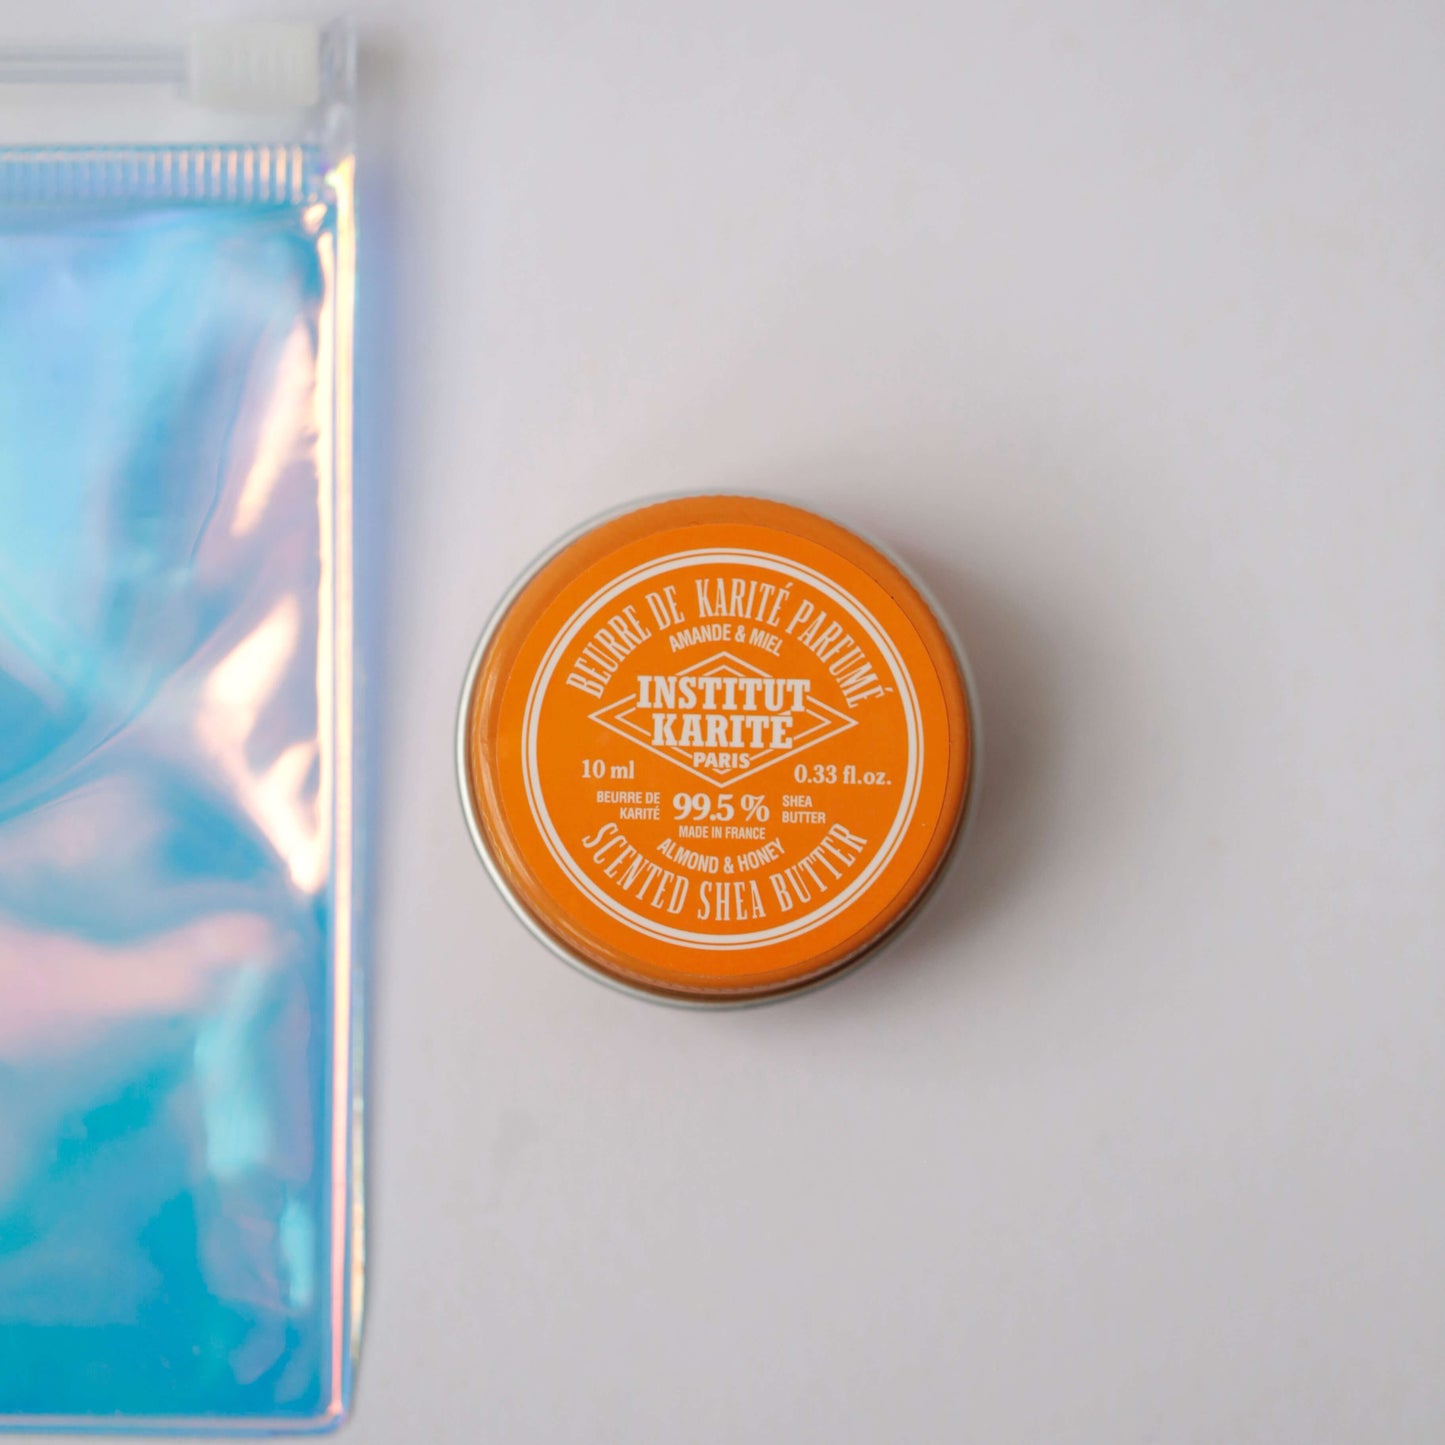 BEURRE DE KARITÉ PARFUMÉ
AMANDE & MIEL
INSTITUT
KARITÉ
PARIS
10 ml
0.33 fl.oz.
BEURRE DE
KARITÉ
99.5 %
SHEA
BUTTER
MADE IN FRANCE
ALMOND & HONEY
SCENTED SHEA BUTTER